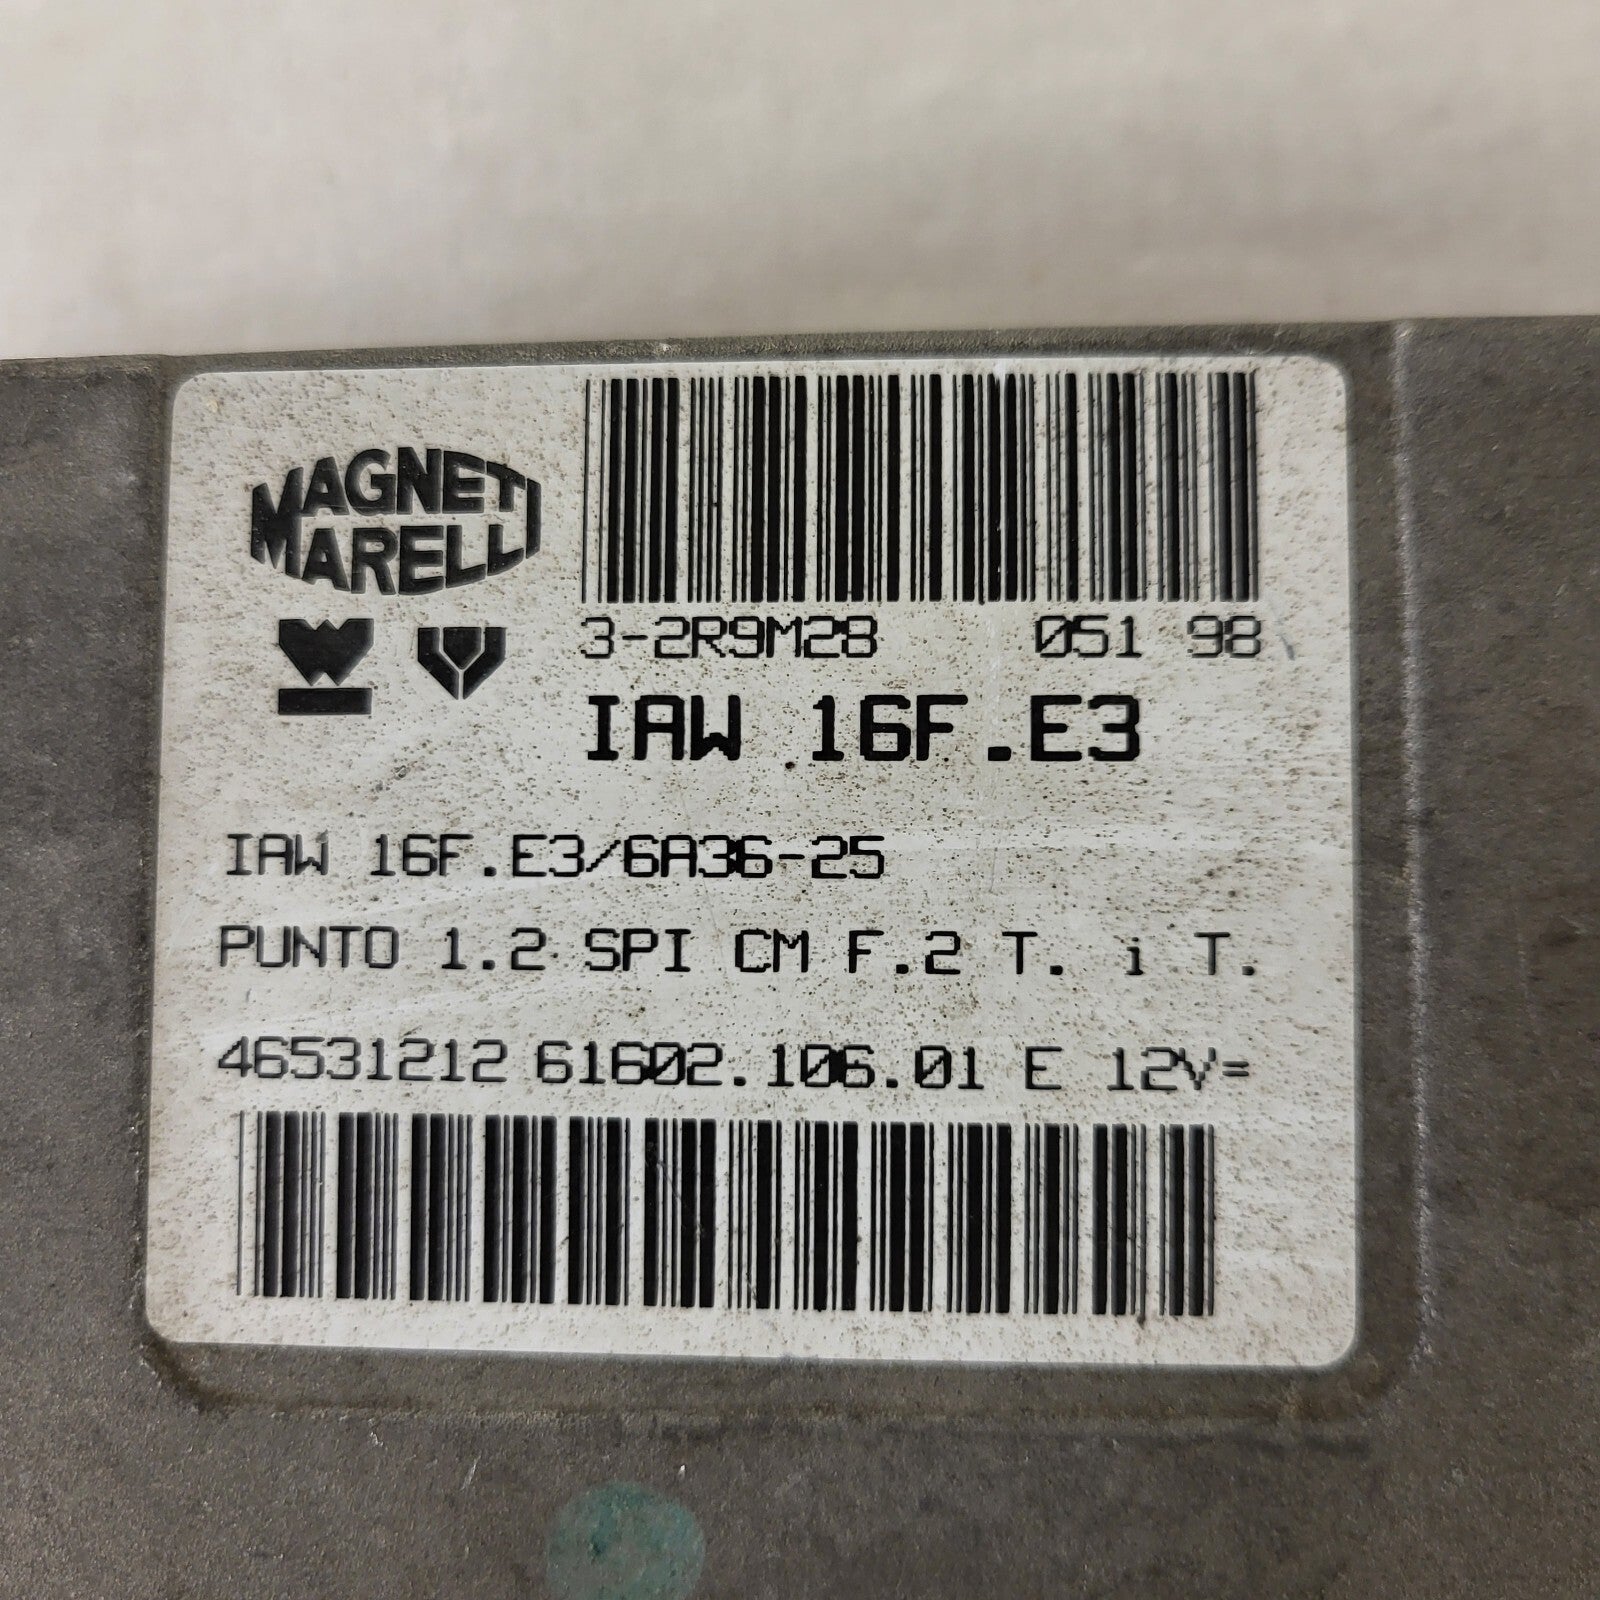 MAGNETI
MARELLI
3-2R9M28 051 98
IAW 16F.E3
IAW 16F.E3/6A36-25
PUNTO 1.2 SPI CM F.2 T. i T.
46531212 61602.106.01 E 12V=